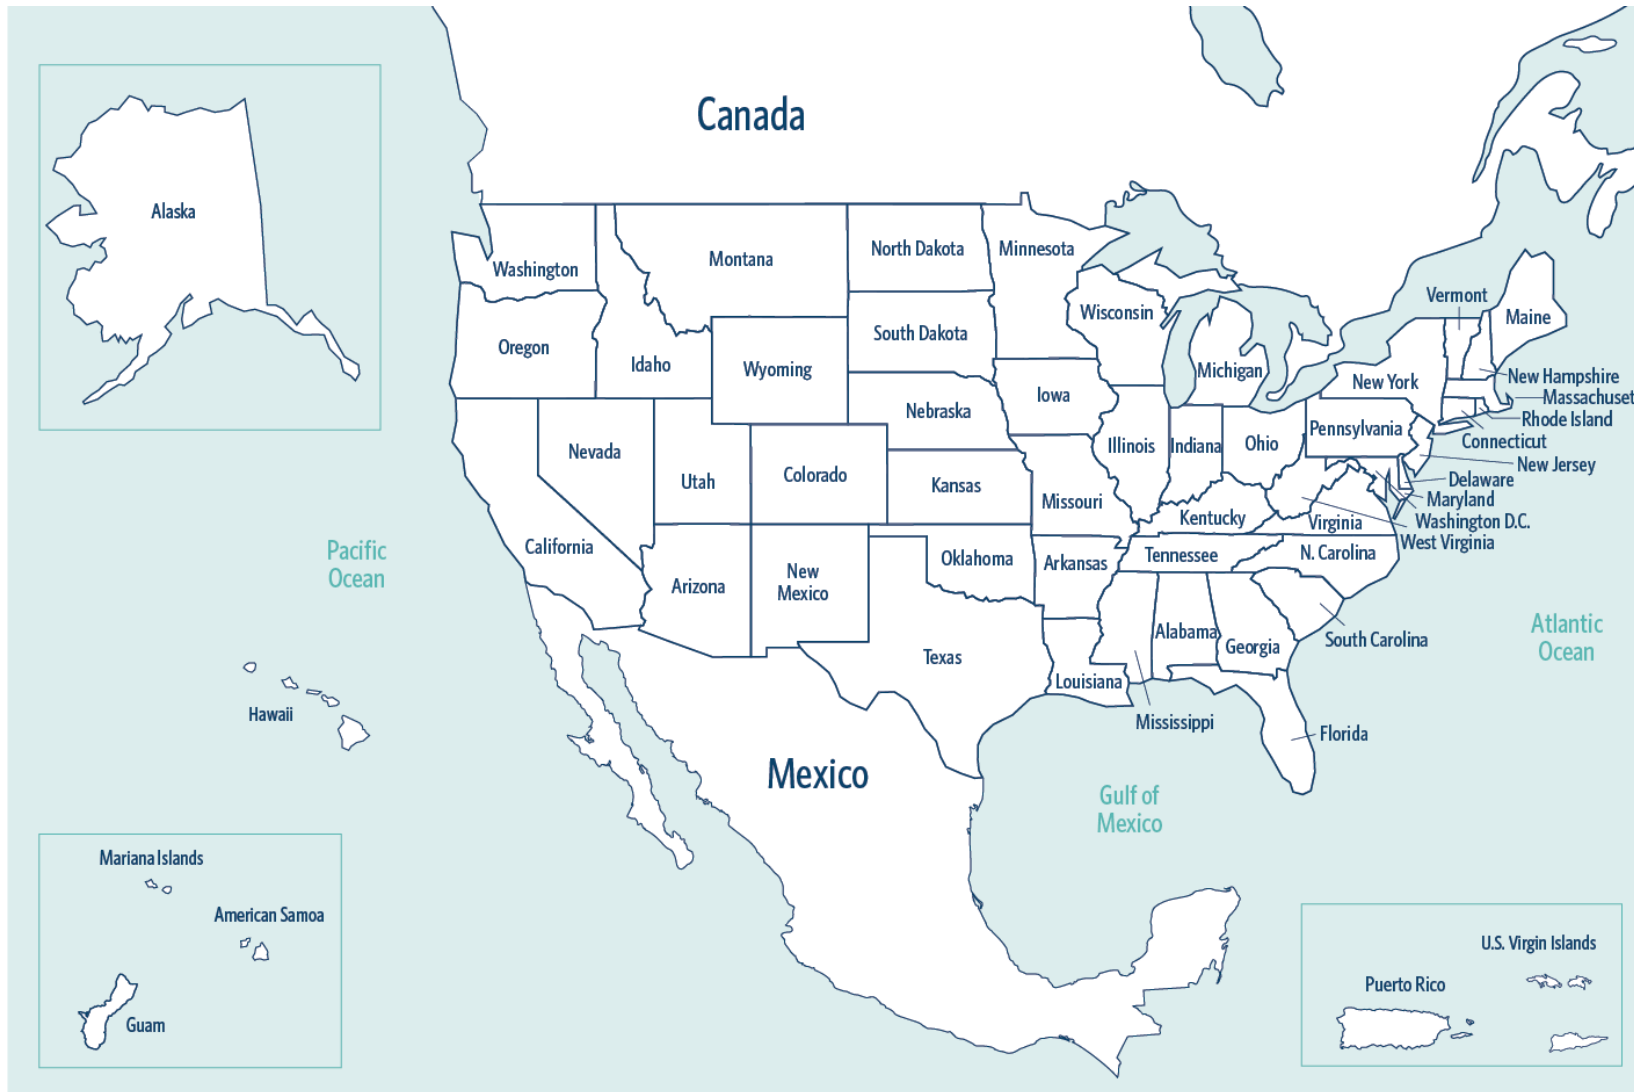 Canada
Alaska
Washington
Montana
North Dakota
Minnesota
Vermont
Maine
Wisconsin
South Dakota
Oregon
Idaho
Wyoming
Michigan
New York
New Hampshire
Massachuset
Rhode Island
Connecticut
New Jersey
Delaware
Maryland
Washington D.C.
West Virginia
Iowa
Nebraska
Pennsylvania
Illinois
Indiana
Ohio
Nevada
Utah
Colorado
Kansas
Missouri
Kentucky
Virginia
California
Arizona
New
Mexico
Oklahoma
Arkansas
Tennessee
N. Carolina
Pacific
Ocean
Atlantic
Ocean
South Carolina
Alabama
Georgia
Texas
Louisiana
Mississippi
Florida
Hawaii
Mexico
Gulf of
Mexico
Mariana Islands
American Samoa
Guam
U.S. Virgin Islands
Puerto Rico